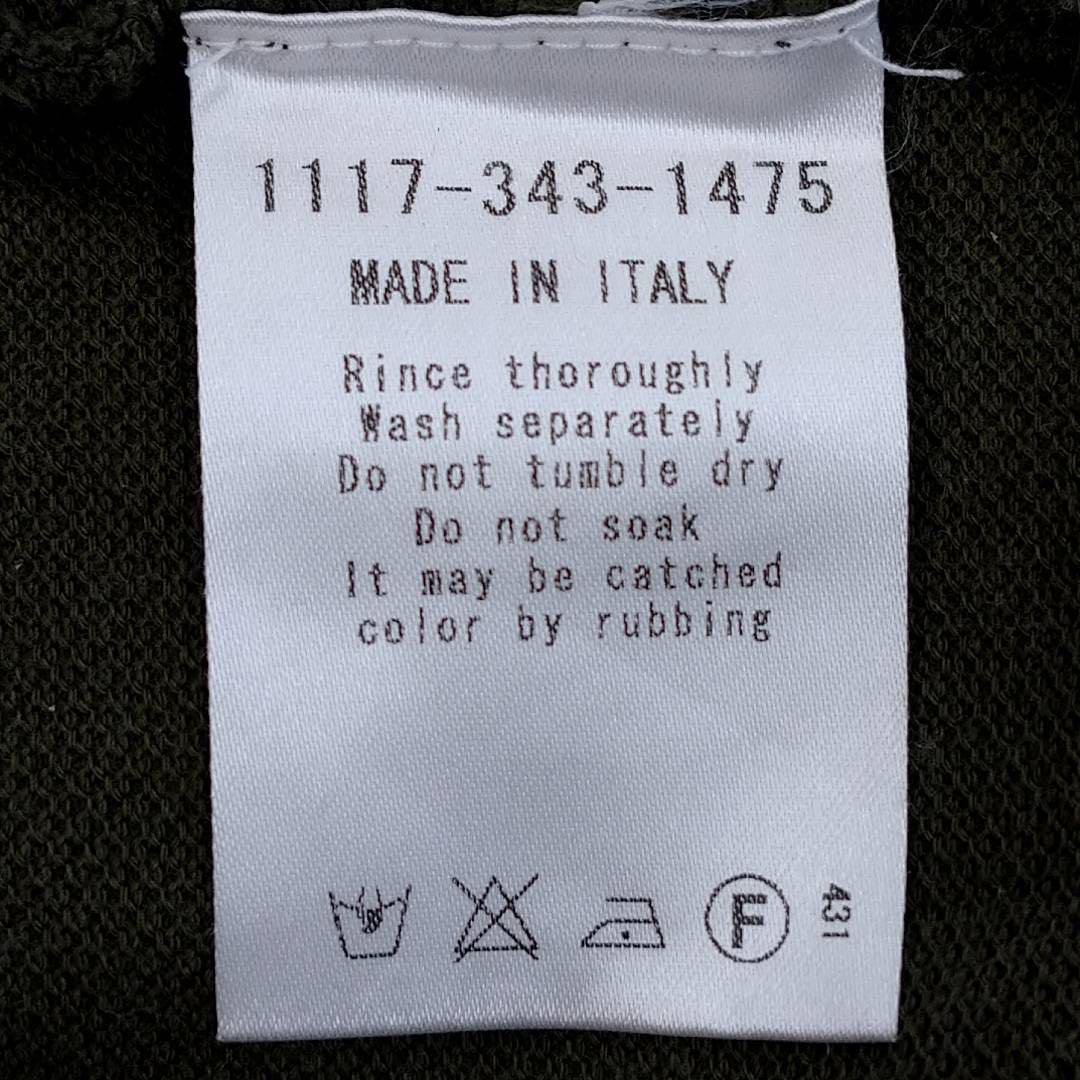 1117-343-1475
MADE IN ITALY
Rince thoroughly
Wash separately
Do not tumble dry
Do not soak
It may be catched
color by rubbing
F
431